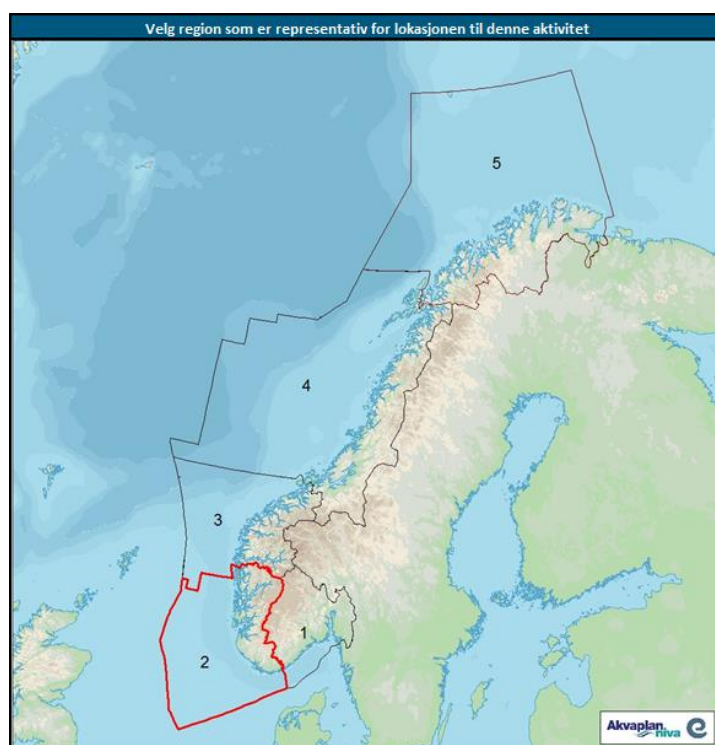 Velg region som er representativ for lokasjonen til denne aktivitet
5
4
3
1
2
Akvaplan
niva